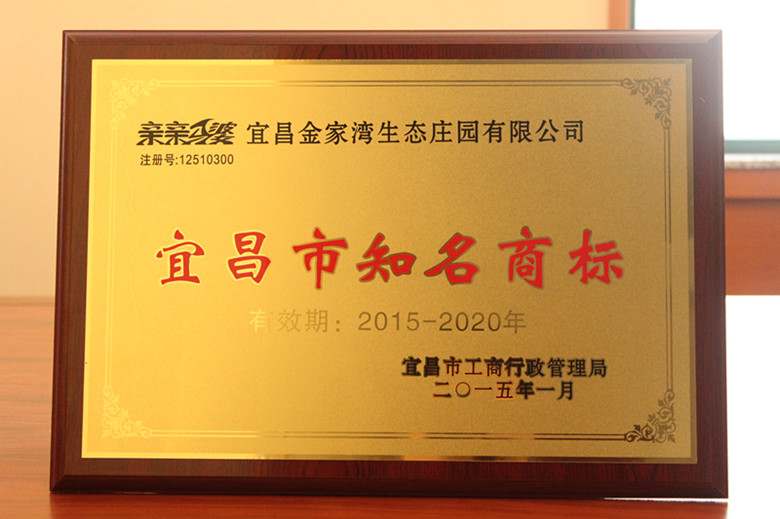 亲亲外婆 宜昌金家湾生态庄园有限公司
注册号:12510300
宜昌市知名商标
有效期：2015-2020年
宜昌市工商行政管理局
二〇一五年一月